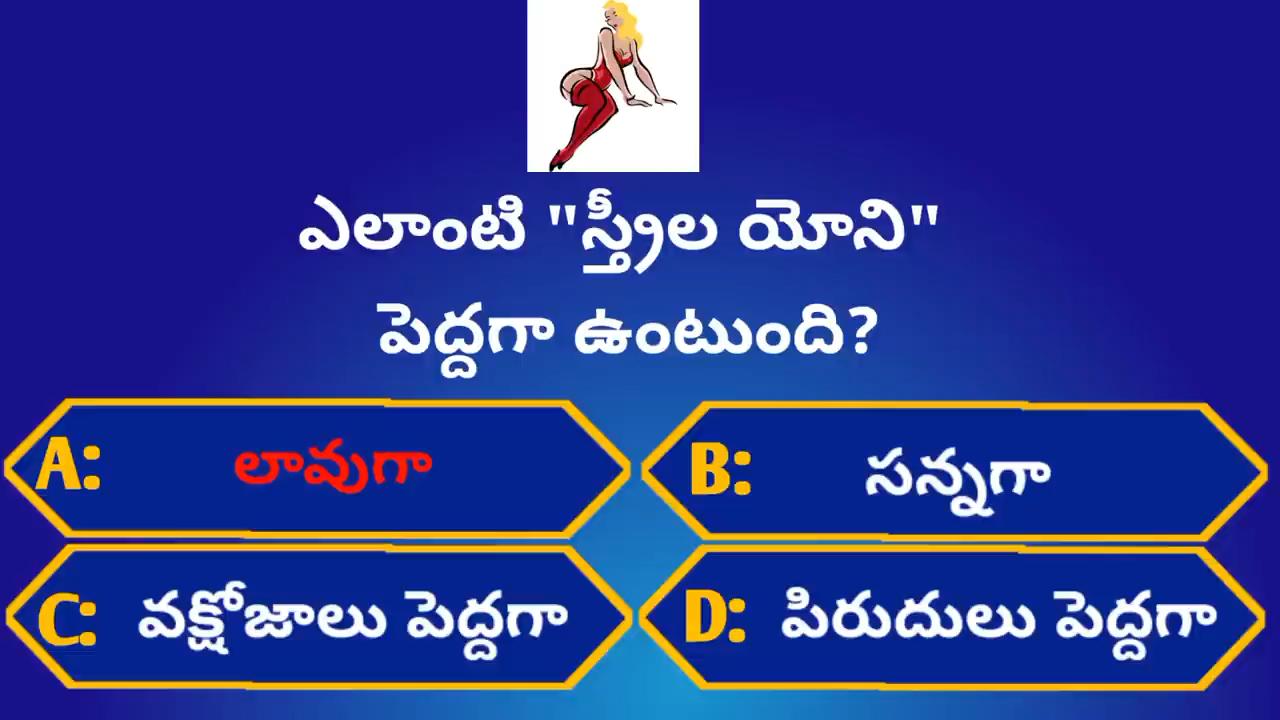 ఎలాంటి "స్త్రీల యోని"
పెద్దగా ఉంటుంది?
A: లావుగా
B: సన్నగా
C: వక్షోజాలు పెద్దగా
D: పిరుదులు పెద్దగా